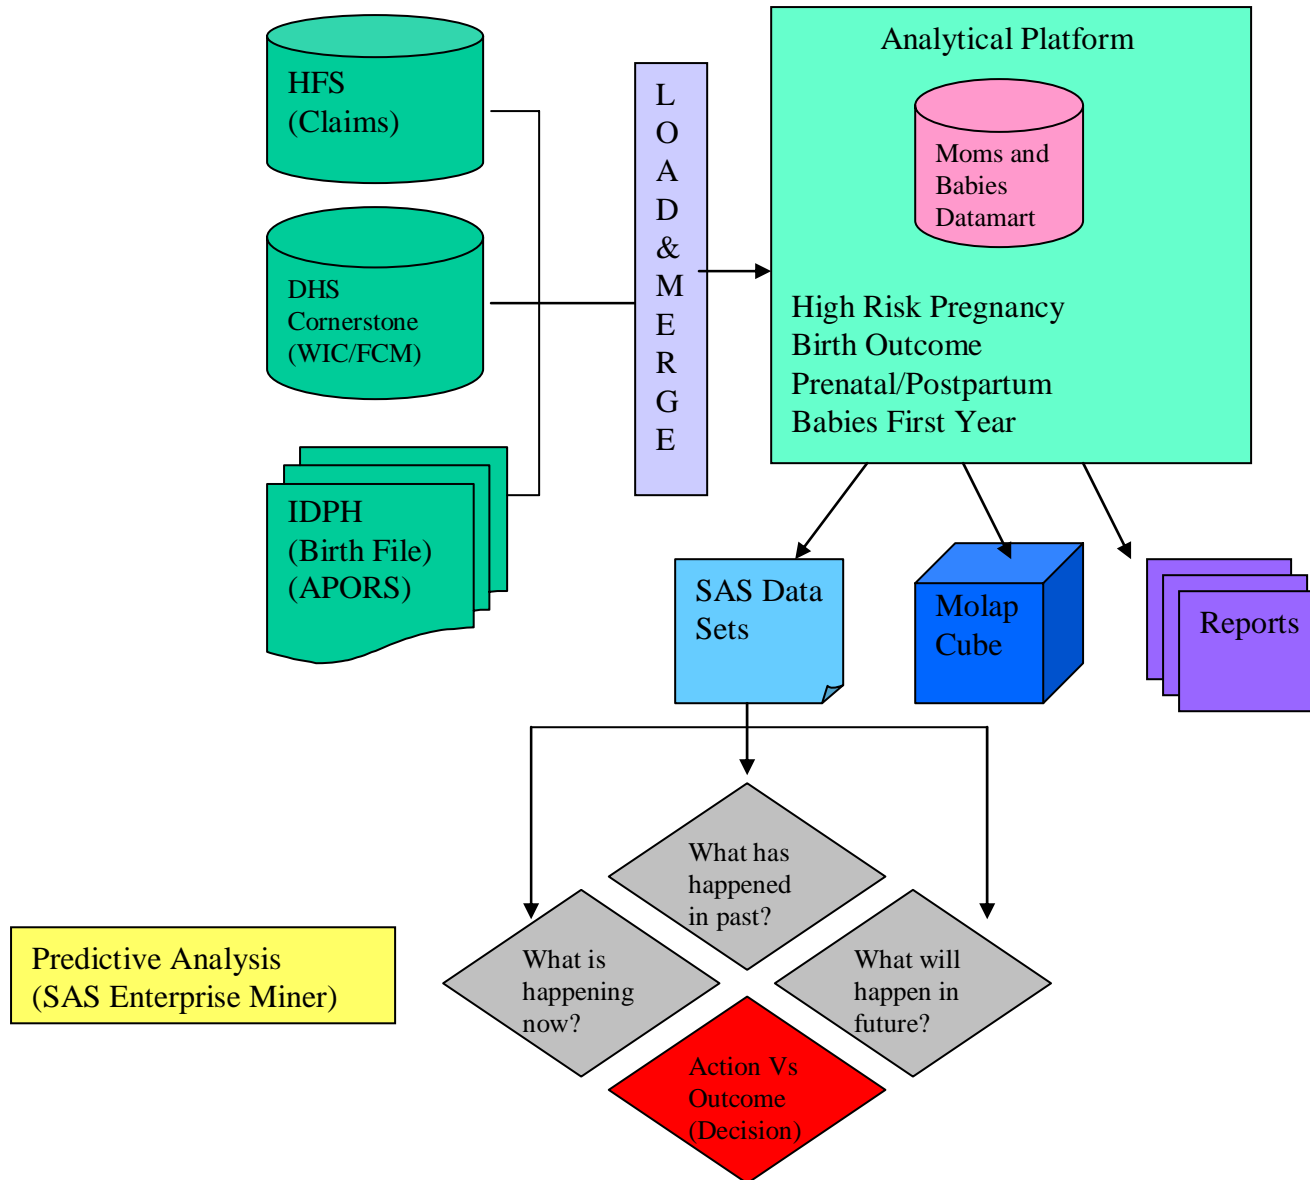 HFS
(Claims)
DHS
Cornerstone
(WIC/FCM)
IDPH
(Birth File)
(APORS)
L
O
A
D
&
M
E
R
G
E
Analytical Platform
Moms and
Babies
Datamart
High Risk Pregnancy
Birth Outcome
Prenatal/Postpartum
Babies First Year
SAS Data
Sets
Molap
Cube
Reports
What has
happened
in past?
What is
happening
now?
What will
happen in
future?
Action Vs
Outcome
(Decision)
Predictive Analysis
(SAS Enterprise Miner)